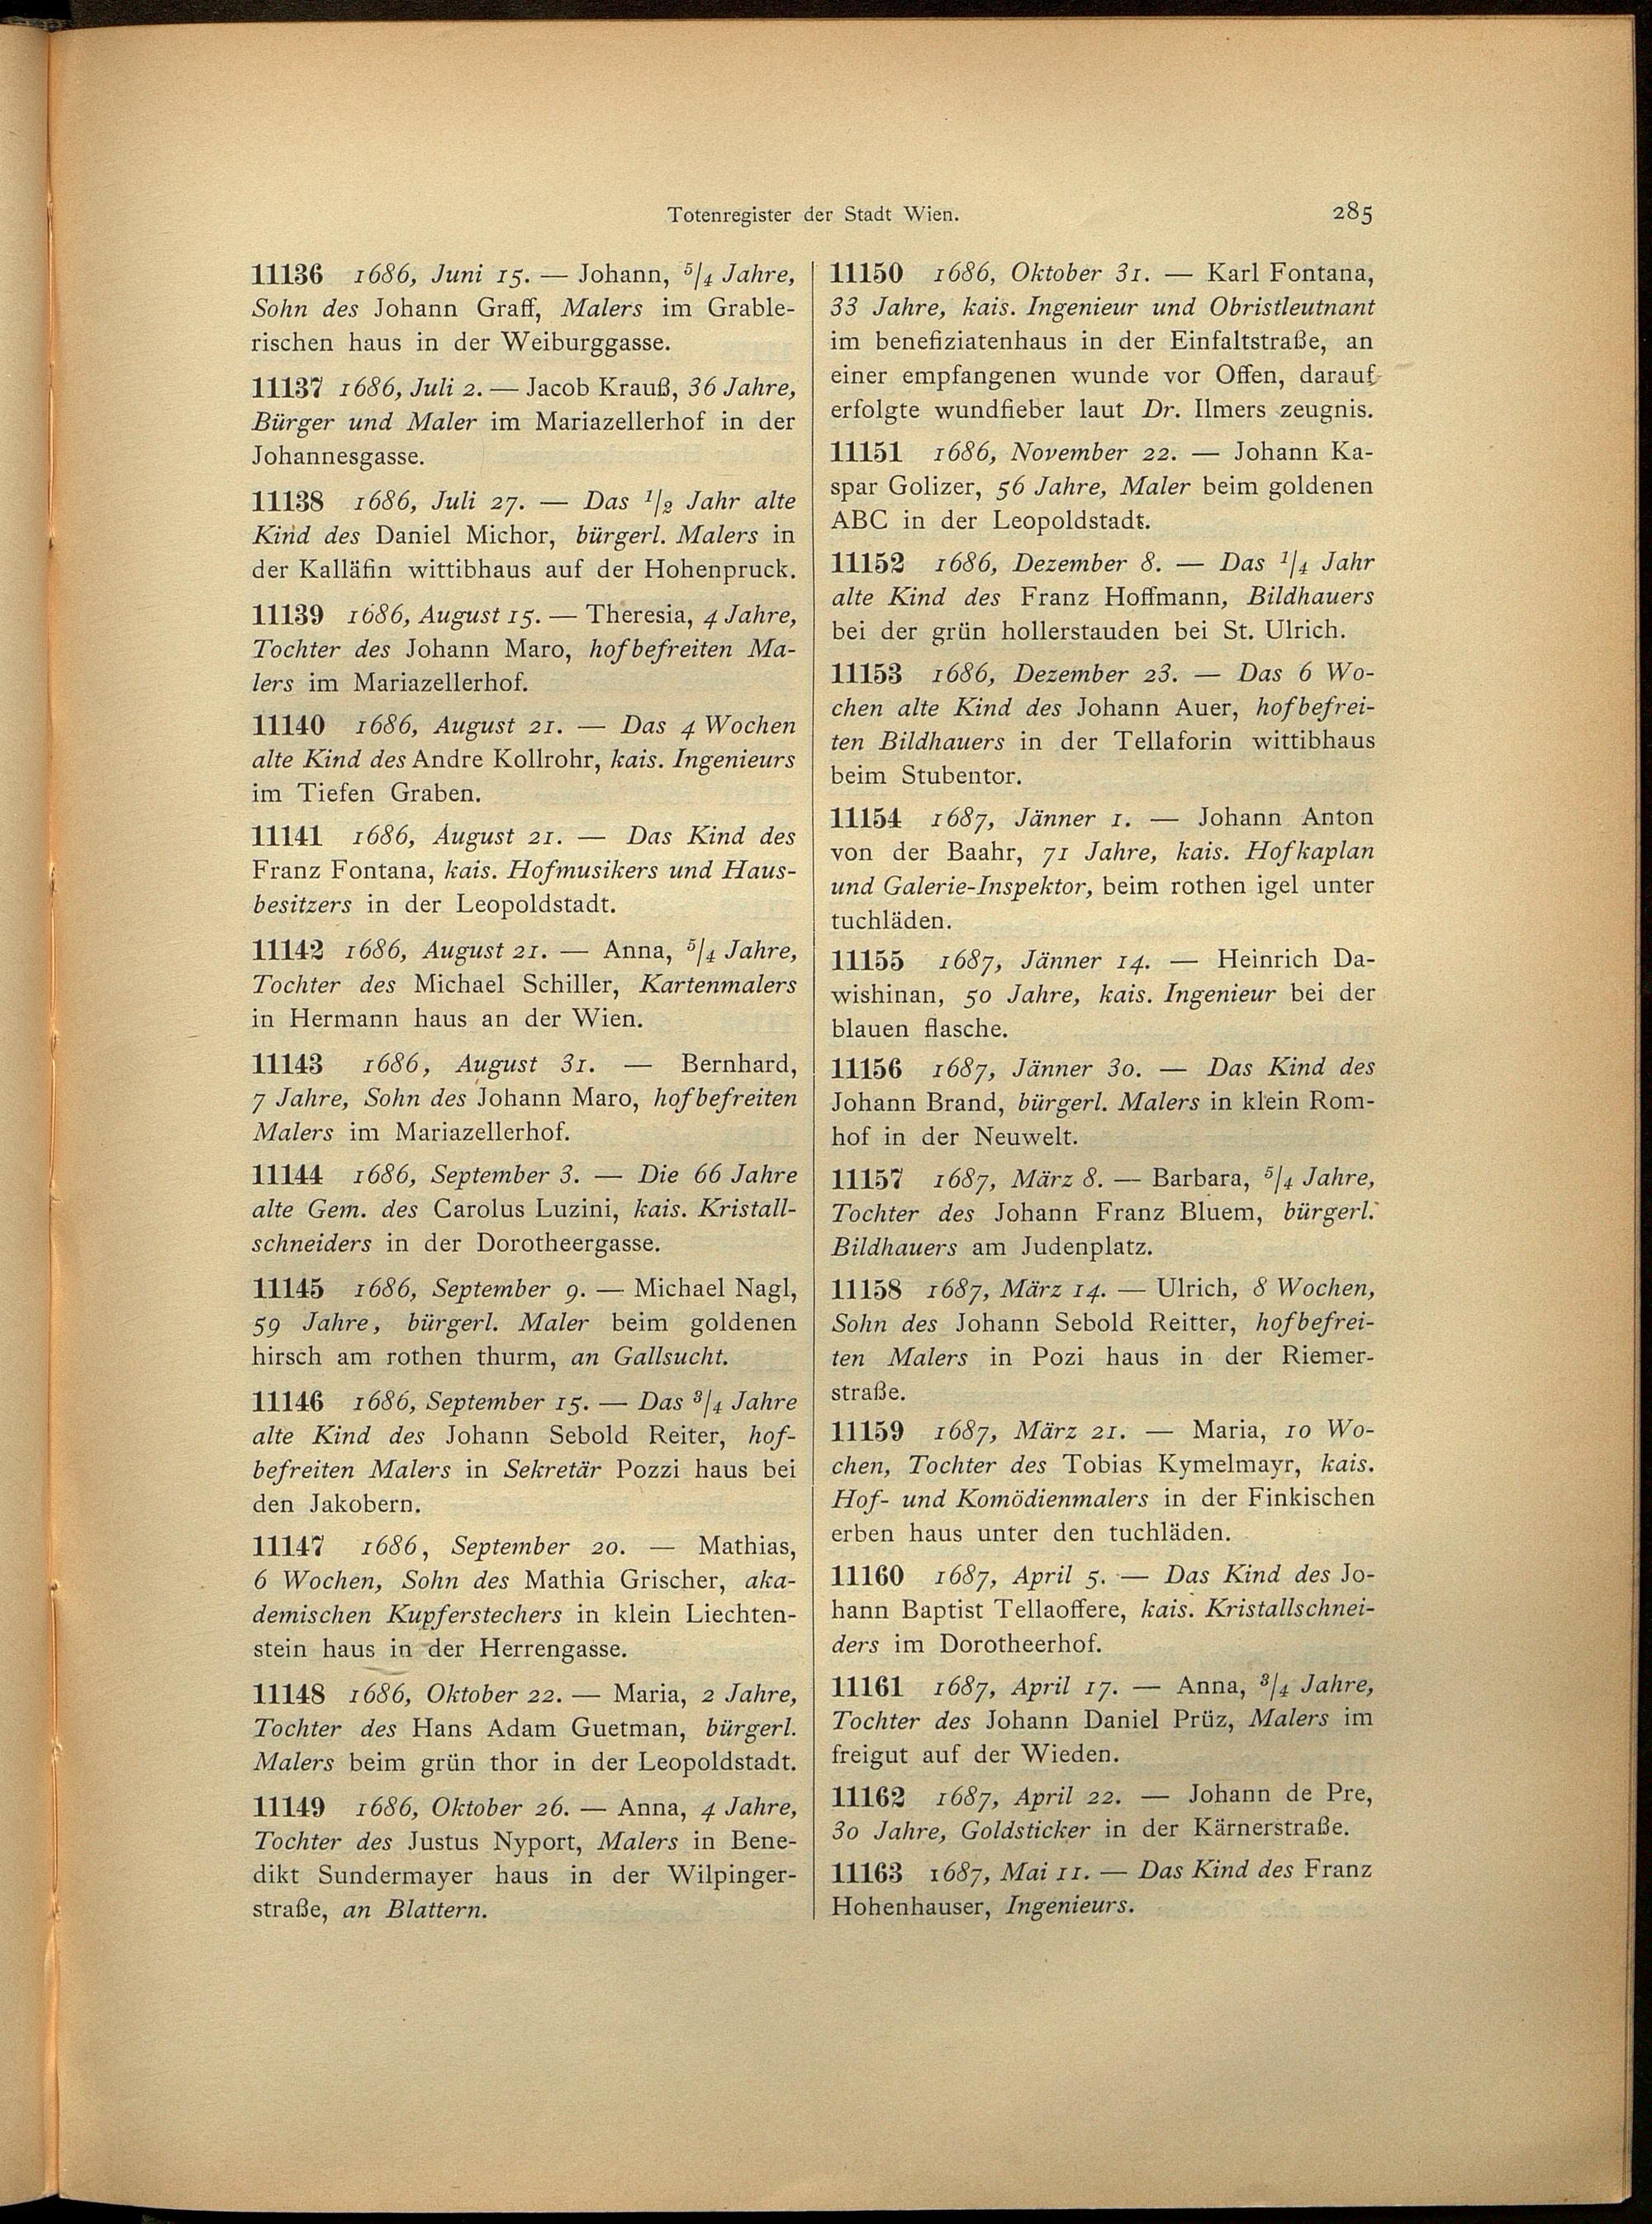 Totenregister der Stadt Wien.
285
11136 1686, Juni 15. — Johann, 5/4 Jahre,
Sohn des Johann Graff, Malers im Grable-
rischen haus in der Weiburggasse.
11137 1686, Juli 2. — Jacob Krauß, 36 Jahre,
Bürger und Maler im Mariazellerhof in der
Johannesgasse.
11138 1686, Juli 27. — Das 1/2 Jahr alte
Kind des Daniel Michor, bürgerl. Malers in
der Kalläfin wittibhaus auf der Hohenpruck.
11139 1686, August 15. — Theresia, 4 Jahre,
Tochter des Johann Maro, hofbefreiten Ma-
lers im Mariazellerhof.
11140 1686, August 21. — Das 4 Wochen
alte Kind des Andre Kollrohr, kais. Ingenieurs
im Tiefen Graben.
11141 1686, August 21. — Das Kind des
Franz Fontana, kais. Hofmusikers und Haus-
besitzers in der Leopoldstadt.
11142 1686, August 21. — Anna, 5/4 Jahre,
Tochter des Michael Schiller, Kartenmalers
in Hermann haus an der Wien.
11143 1686, August 31. — Bernhard,
7 Jahre, Sohn des Johann Maro, hofbefreiten
Malers im Mariazellerhof.
11144 1686, September 3. — Die 66 Jahre
alte Gem. des Carolus Luzini, kais. Kristall-
schneiders in der Dorotheergasse.
11145 1686, September 9. — Michael Nagl,
59 Jahre, bürgerl. Maler beim goldenen
hirsch am rothen thurm, an Gallsucht.
11146 1686, September 15. — Das 3/4 Jahre
alte Kind des Johann Sebold Reiter, hof-
befreiten Malers in Sekretär Pozzi haus bei
den Jakobern.
11147 1686, September 20. — Mathias,
6 Wochen, Sohn des Mathia Grischer, aka-
demischen Kupferstechers in klein Liechten-
stein haus in der Herrengasse.
11148 1686, Oktober 22. — Maria, 2 Jahre,
Tochter des Hans Adam Guetman, bürgerl.
Malers beim grün thor in der Leopoldstadt.
11149 1686, Oktober 26. — Anna, 4 Jahre,
Tochter des Justus Nyport, Malers in Bene-
dikt Sundermayer haus in der Wilpinger-
straße, an Blattern.
11150 1686, Oktober 31. — Karl Fontana,
33 Jahre, kais. Ingenieur und Obristleutnant
im benefiziatenhaus in der Einfaltstraße, an
einer empfangenen wunde vor Offen, darauf
erfolgte wundfieber laut Dr. Ilmers zeugnis.
11151 1686, November 22. — Johann Ka-
spar Golizer, 56 Jahre, Maler beim goldenen
ABC in der Leopoldstadt.
11152 1686, Dezember 8. — Das 1/4 Jahr
alte Kind des Franz Hoffmann, Bildhauers
bei der grün hollerstauden bei St. Ulrich.
11153 1686, Dezember 23. — Das 6 Wo-
chen alte Kind des Johann Auer, hofbefrei-
ten Bildhauers in der Tellaforin wittibhaus
beim Stubentor.
11154 1687, Jänner 1. — Johann Anton
von der Baahr, 71 Jahre, kais. Hofkaplan
und Galerie-Inspektor, beim rothen igel unter
tuchläden.
11155 1687, Jänner 14. — Heinrich Da-
wishinan, 50 Jahre, kais. Ingenieur bei der
blauen flasche.
11156 1687, Jänner 30. — Das Kind des
Johann Brand, bürgerl. Malers in klein Rom-
hof in der Neuwelt.
11157 1687, März 8. — Barbara, 5/4 Jahre,
Tochter des Johann Franz Bluem, bürgerl.
Bildhauers am Judenplatz.
11158 1687, März 14. — Ulrich, 8 Wochen,
Sohn des Johann Sebold Reitter, hofbefrei-
ten Malers in Pozi haus in der Riemer-
straße.
11159 1687, März 21. — Maria, 10 Wo-
chen, Tochter des Tobias Kymelmayr, kais.
Hof- und Komödienmalers in der Finkischen
erben haus unter den tuchläden.
11160 1687, April 5. — Das Kind des Jo-
hann Baptist Tellaoffere, kais. Kristallschnei-
ders im Dorotheerhof.
11161 1687, April 17. — Anna, 3/4 Jahre,
Tochter des Johann Daniel Prüz, Malers im
freigut auf der Wieden.
11162 1687, April 22. — Johann de Pre,
30 Jahre, Goldsticker in der Kärnerstraße.
11163 1687, Mai 11. — Das Kind des Franz
Hohenhauser, Ingenieurs.